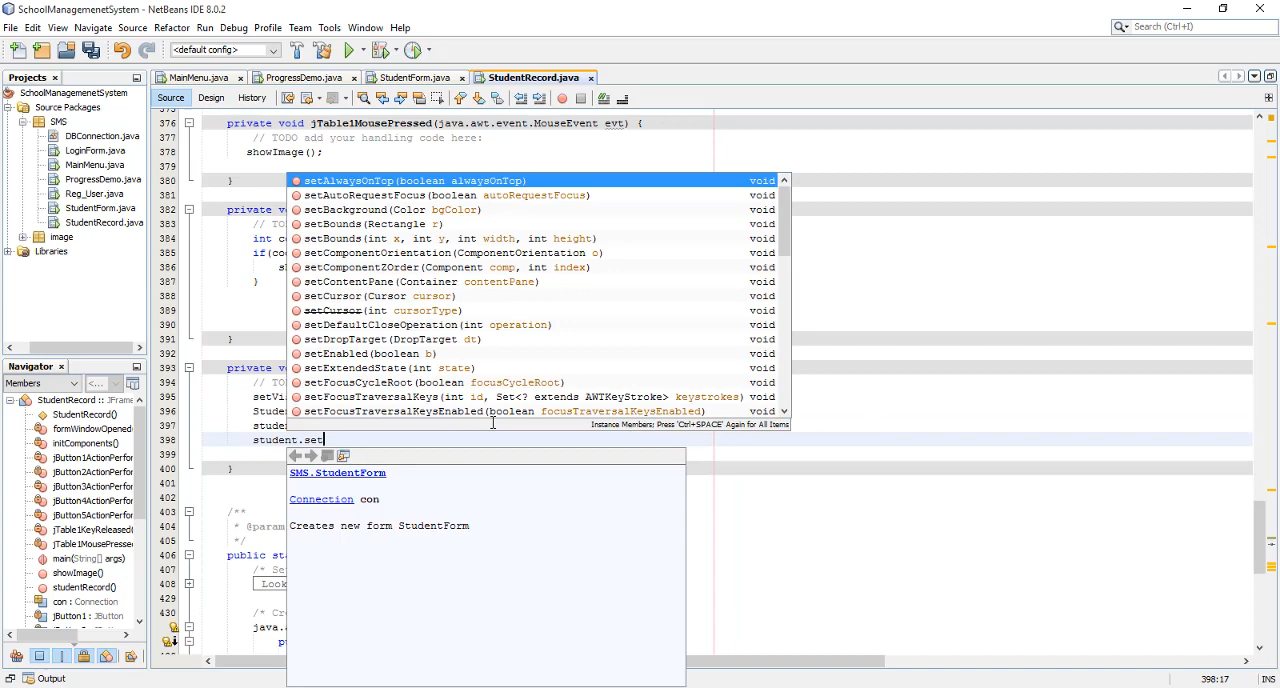 SchoolManagemenetSystem - NetBeans IDE 8.0.2
File Edit View Navigate Source Refactor Run Debug Profile Team Tools Window Help
Search (Ctrl+I)
<default config>
Projects
MainMenu.java ProgressDemo.java StudentForm.java StudentRecord.java
Source Design History
SchoolManagemenetSystem
Source Packages
SMS
DBConnection.java
LoginForm.java
MainMenu.java
ProgressDemo.java
Reg_User.java
StudentForm.java
StudentRecord.java
image
Libraries
Navigator
Members <...
StudentRecord :: JFrame
StudentRecord()
formWindowOpened
initComponents()
jButton1ActionPerfor
jButton2ActionPerfor
jButton3ActionPerfor
jButton4ActionPerfor
jButton5ActionPerfor
jTable1KeyReleased(
jTable1MousePressed
main(String[] args)
showImage()
studentRecord()
con : Connection
jButton1 : JButton
376 private void jTable1MousePressed(java.awt.event.MouseEvent evt) {
377 // TODO add your handling code here:
378 showImage();
379
380 }
381
382 private v
383 // T
384 int c
385 if(co
386 s
387 }
388
389
390
391 }
392
393 private v
394 // T
395 setVi
396 Stude
397 stude
398 student.set
399
400 }
401
402
403 /**
404 * @para
405 */
406 public st
407 /* Se
408 Look
430
612 /* Cr
java.
p
setAlwaysOnTop(boolean alwaysOnTop) void
setAutoRequestFocus(boolean autoRequestFocus) void
setBackground(Color bgColor) void
setBounds(Rectangle r) void
setBounds(int x, int y, int width, int height) void
setComponentOrientation(ComponentOrientation o) void
setComponentZOrder(Component comp, int index) void
setContentPane(Container contentPane) void
setCursor(Cursor cursor) void
setCursor(int cursorType) void
setDefaultCloseOperation(int operation) void
setDropTarget(DropTarget dt) void
setEnabled(boolean b) void
setExtendedState(int state) void
setFocusCycleRoot(boolean focusCycleRoot) void
setFocusTraversalKeys(int id, Set<? extends AWTKeyStroke> keystrokes) void
setFocusTraversalKeysEnabled(boolean focusTraversalKeysEnabled) void
Instance Members; Press 'Ctrl+SPACE' Again for All Items
SMS.StudentForm
Connection con
Creates new form StudentForm
Output
398:17 INS